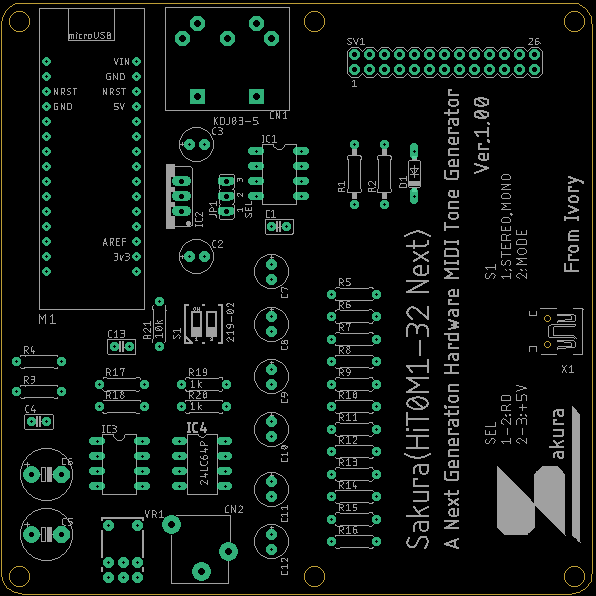 microUSB
VIN
GND
NRST
NRST
GND
5V
AREF
3v3
M1
KDJ03-5
CN1
SV1
26
1
C3
IC1
IC2
JP1
1
2
3
SEL
C1
C2
R1
R2
D1
C7
C8
C9
C10
C11
C12
R21
10k
S1
219-02
C13
R4
R3
C4
R17
R18
R19
1k
R20
1k
IC3
IC4
24LC64P
C6
C5
VR1
CN2
R5
R6
R7
R8
R9
R10
R11
R12
R13
R14
R15
R16
Sakura(HiT0M1-32 Next)
A Next Generation Hardware MIDI Tone Generator
Ver.1.00
S1
1;STEREO,MONO
2;MODE
From Ivory
X1
SEL
1-2;RD
2-3;+5V
akura